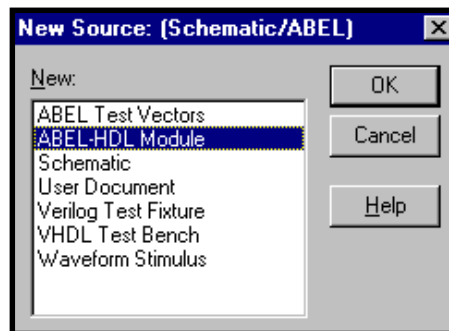 New Source: (Schematic/ABEL)
New:
ABEL Test Vectors
ABEL-HDL Module
Schematic
User Document
Verilog Test Fixture
VHDL Test Bench
Waveform Stimulus
OK
Cancel
Help